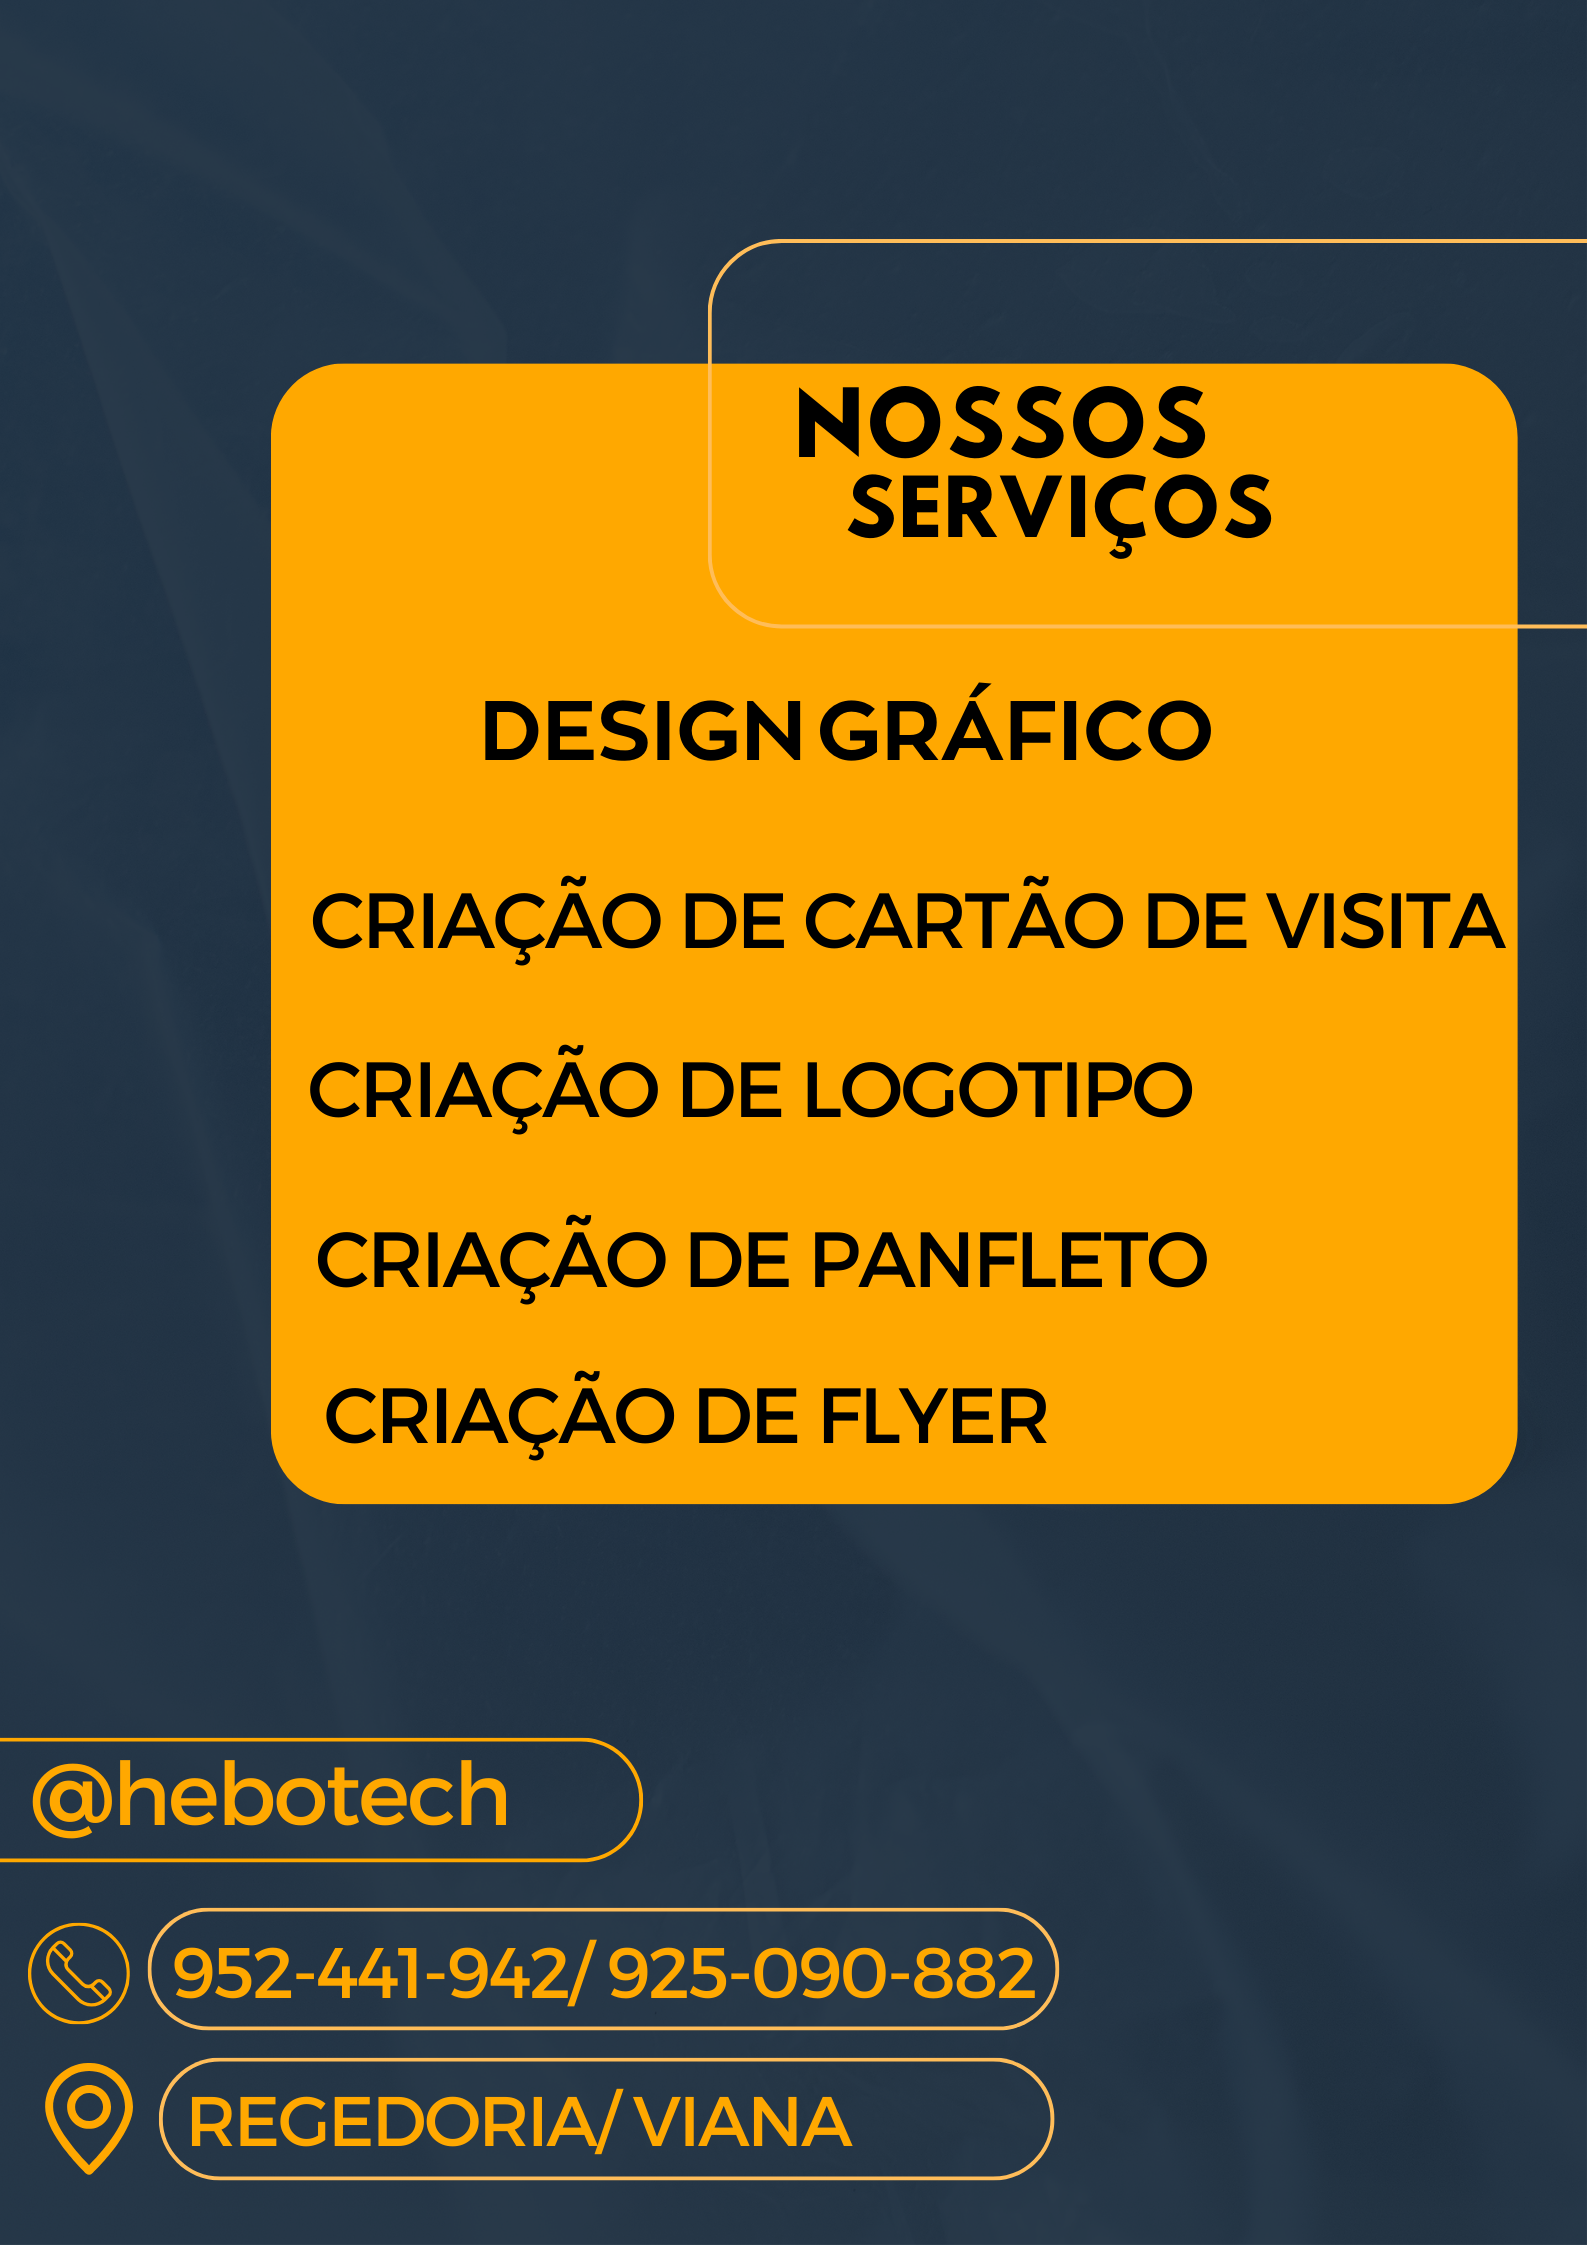 NOSSOS
SERVIÇOS
DESIGN GRÁFICO
CRIAÇÃO DE CARTÃO DE VISITA
CRIAÇÃO DE LOGOTIPO
CRIAÇÃO DE PANFLETO
CRIAÇÃO DE FLYER
@hebotech
952-441-942/ 925-090-882
REGEDORIA/ VIANA